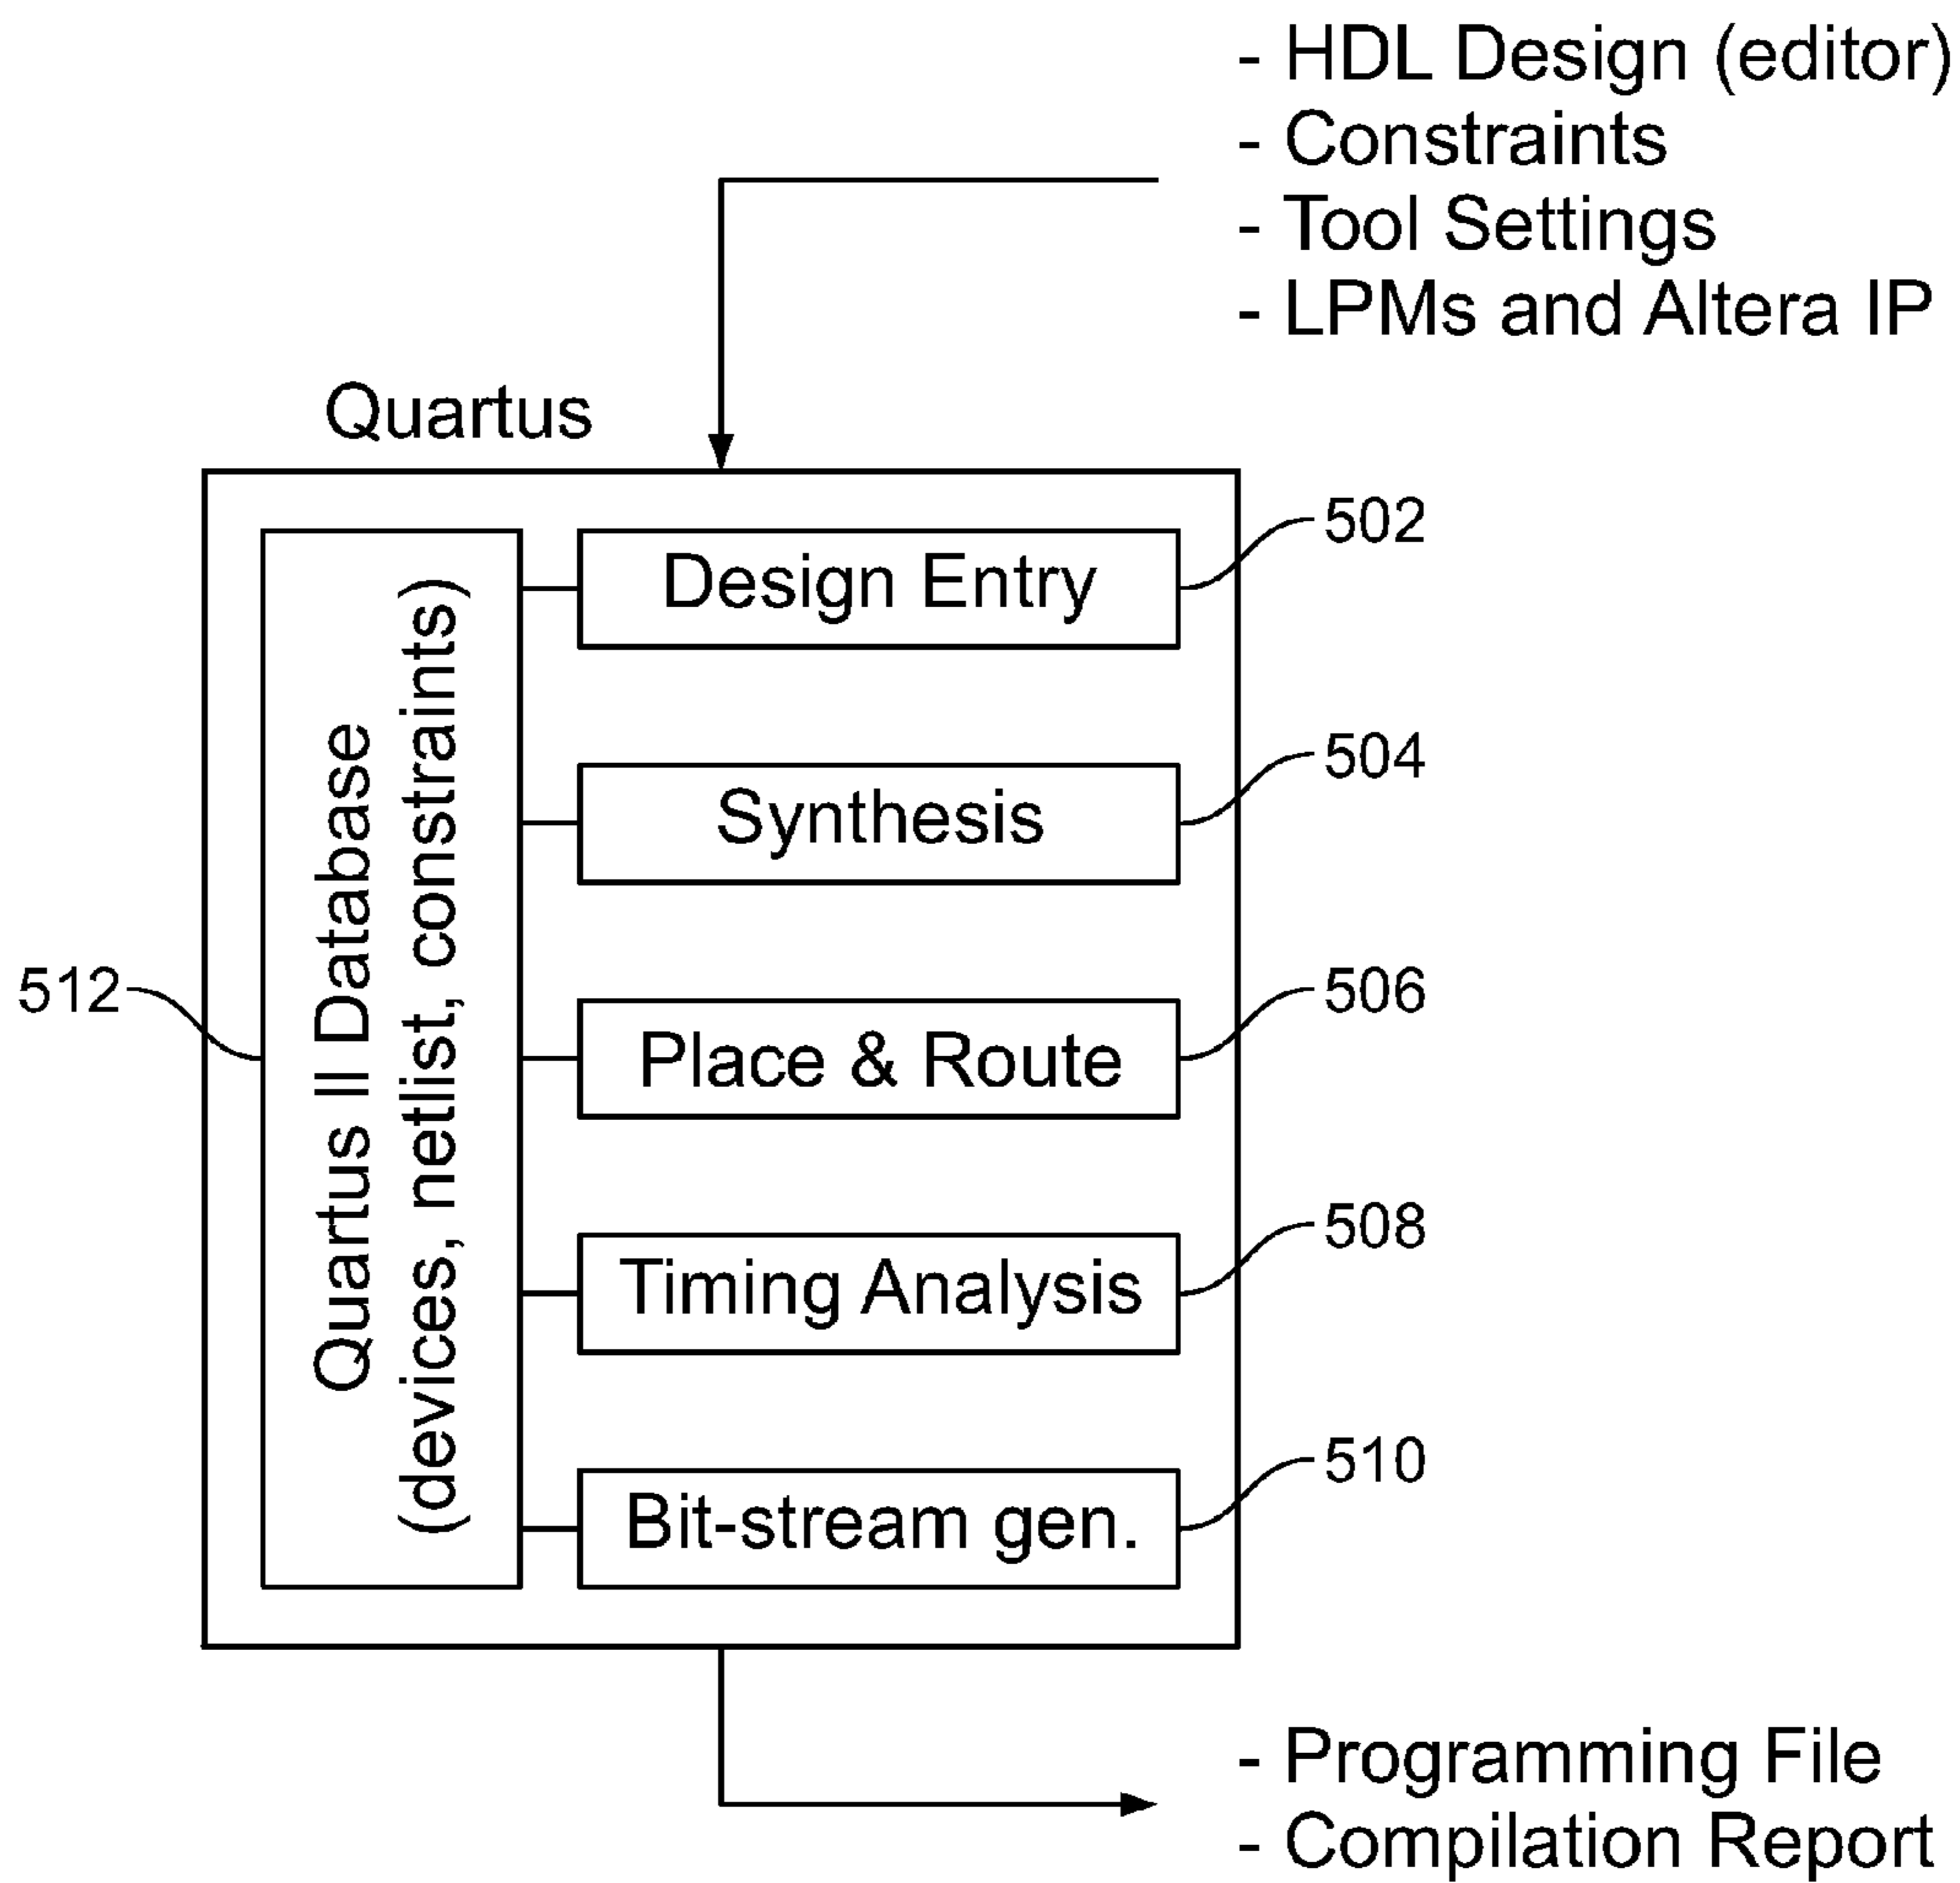 - HDL Design (editor)
- Constraints
- Tool Settings
- LPMs and Altera IP
Quartus
502
Design Entry
504
Synthesis
512
Quartus II Database
(devices, netlist, constraints)
506
Place & Route
508
Timing Analysis
510
Bit-stream gen.
- Programming File
- Compilation Report